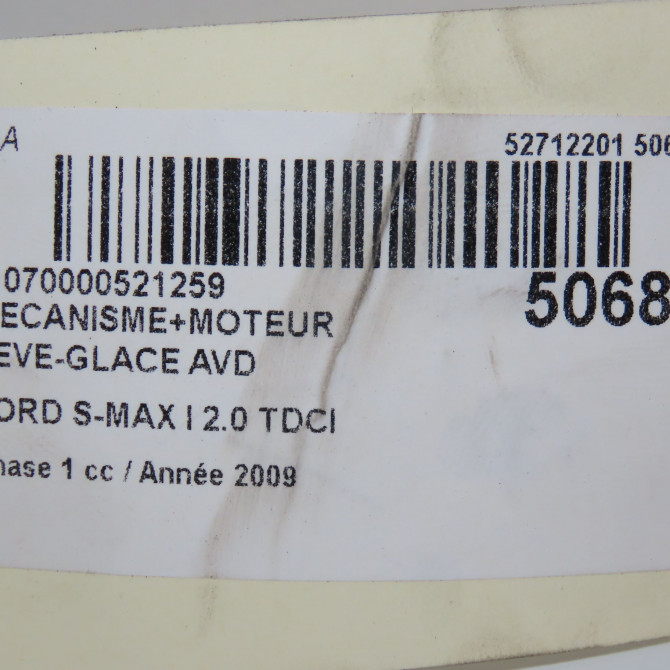 A
52712201 506
070000521259
5068
ECANISME+MOTEUR
EVE-GLACE AVD
ORD S-MAX I 2.0 TDCI
hase 1 cc / Année 2009